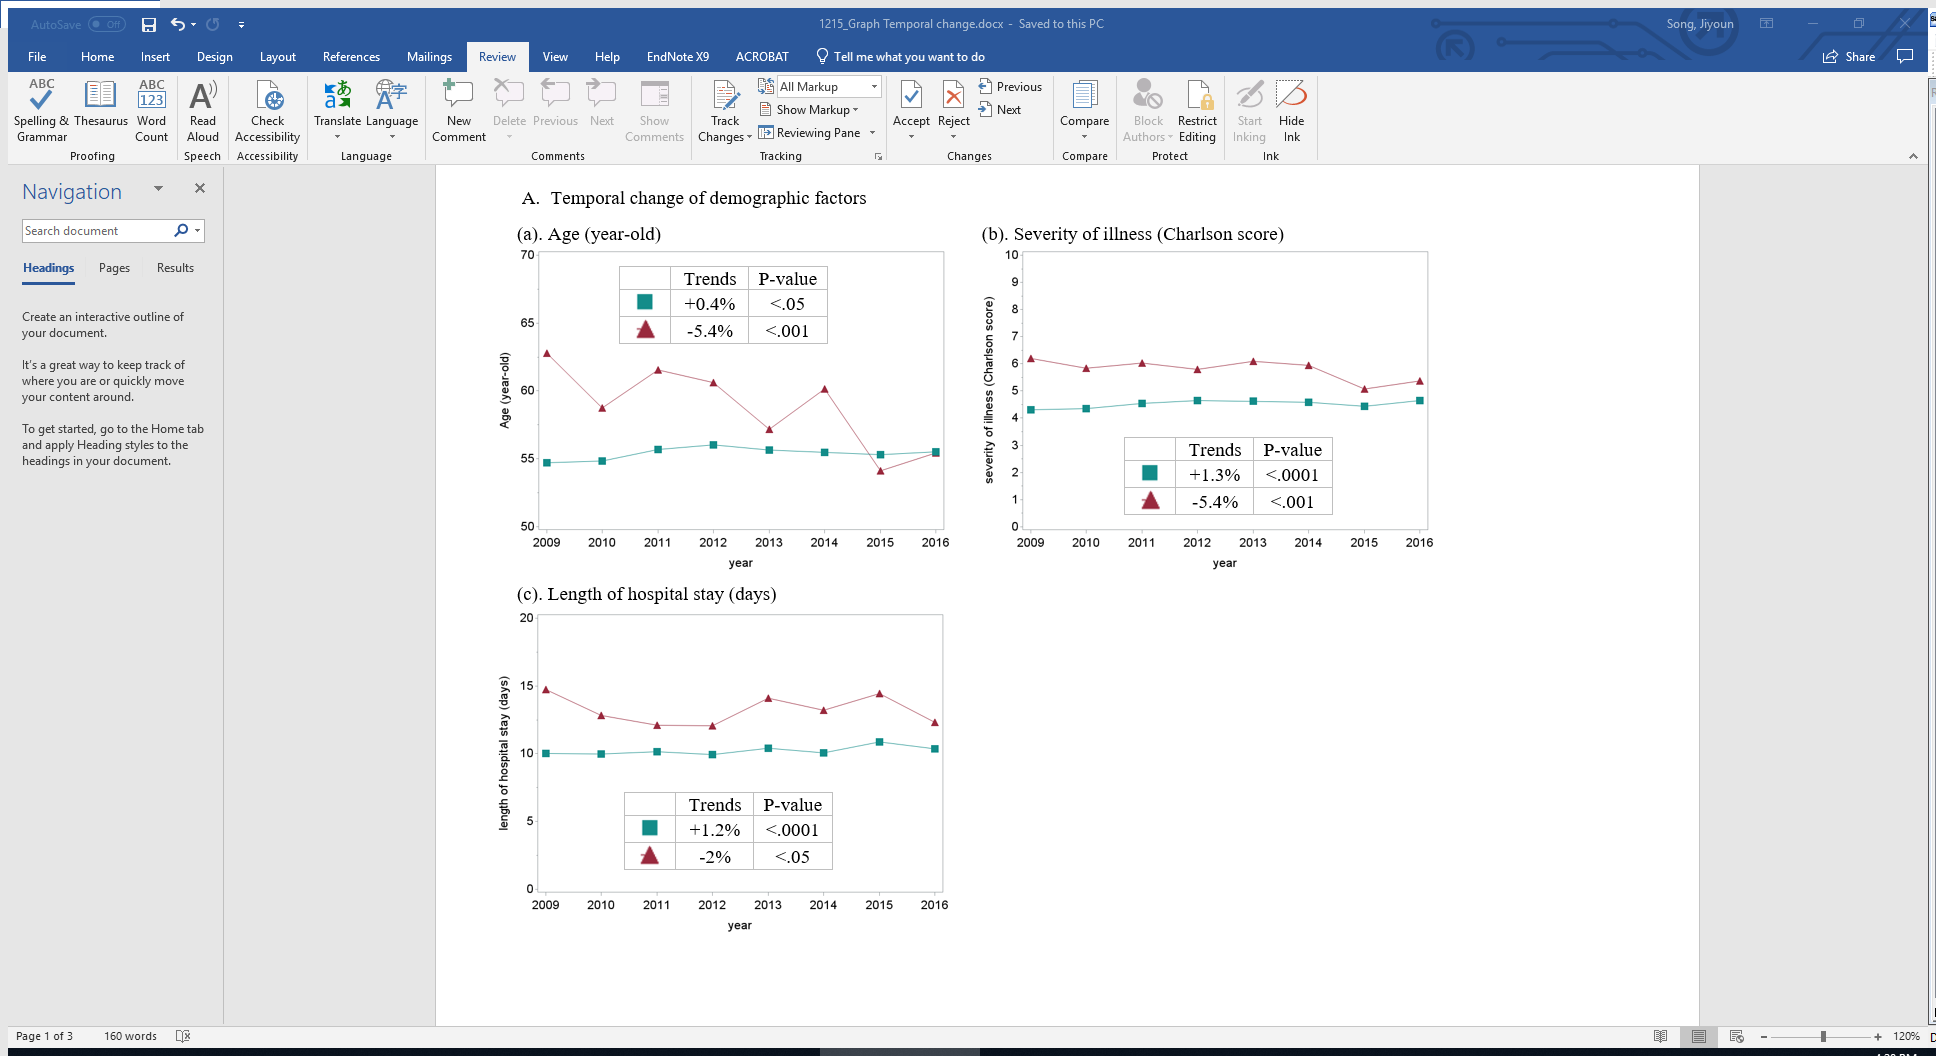 AutoSave Off
1215_Graph Temporal change.docx - Saved to this PC
Song, Jiyoun
File Home Insert Design Layout References Mailings Review View Help EndNote X9 ACROBAT Tell me what you want to do
Share
ABC
Spelling &
Grammar
Thesaurus
ABC
123
Word
Count
Proofing
Read
Aloud
Speech
Check
Accessibility
Accessibility
Translate
Language
Language
New
Comment
Delete
Previous
Next
Show
Comments
Comments
Track
Changes
All Markup
Show Markup
Reviewing Pane
Tracking
Accept
Reject
Previous
Next
Changes
Compare
Compare
Block
Authors
Restrict
Editing
Protect
Start
Inking
Hide
Ink
Ink
Navigation
Search document
Headings Pages Results
Create an interactive outline of
your document.
It's a great way to keep track of
where you are or quickly move
your content around.
To get started, go to the Home tab
and apply Heading styles to the
headings in your document.
A. Temporal change of demographic factors
(a). Age (year-old)
Age (year-old)
70
65
60
55
50
Trends P-value
+0.4% <.05
-5.4% <.001
2009 2010 2011 2012 2013 2014 2015 2016
year
(b). Severity of illness (Charlson score)
severity of illness (Charlson score)
10
9
8
7
6
5
4
3
2
1
0
Trends P-value
+1.3% <.0001
-5.4% <.001
2009 2010 2011 2012 2013 2014 2015 2016
year
(c). Length of hospital stay (days)
length of hospital stay (days)
20
15
10
5
0
Trends P-value
+1.2% <.0001
-2% <.05
2009 2010 2011 2012 2013 2014 2015 2016
year
Page 1 of 3 160 words
120%